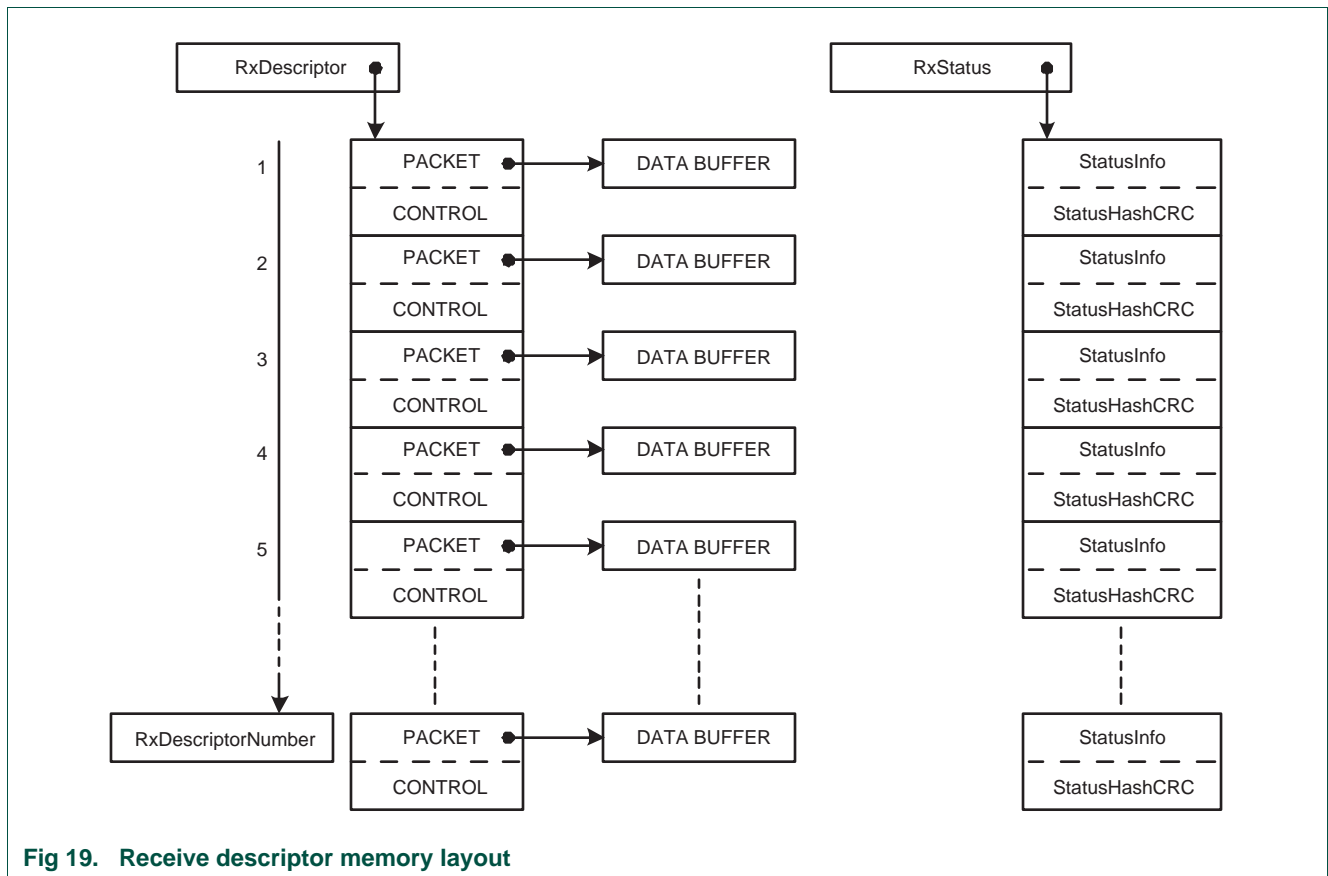 RxDescriptor
RxStatus
1
PACKET
DATA BUFFER
StatusInfo
CONTROL
StatusHashCRC
2
PACKET
DATA BUFFER
StatusInfo
CONTROL
StatusHashCRC
3
PACKET
DATA BUFFER
StatusInfo
CONTROL
StatusHashCRC
4
PACKET
DATA BUFFER
StatusInfo
CONTROL
StatusHashCRC
5
PACKET
DATA BUFFER
StatusInfo
CONTROL
StatusHashCRC
RxDescriptorNumber
PACKET
DATA BUFFER
StatusInfo
CONTROL
StatusHashCRC
Fig 19. Receive descriptor memory layout